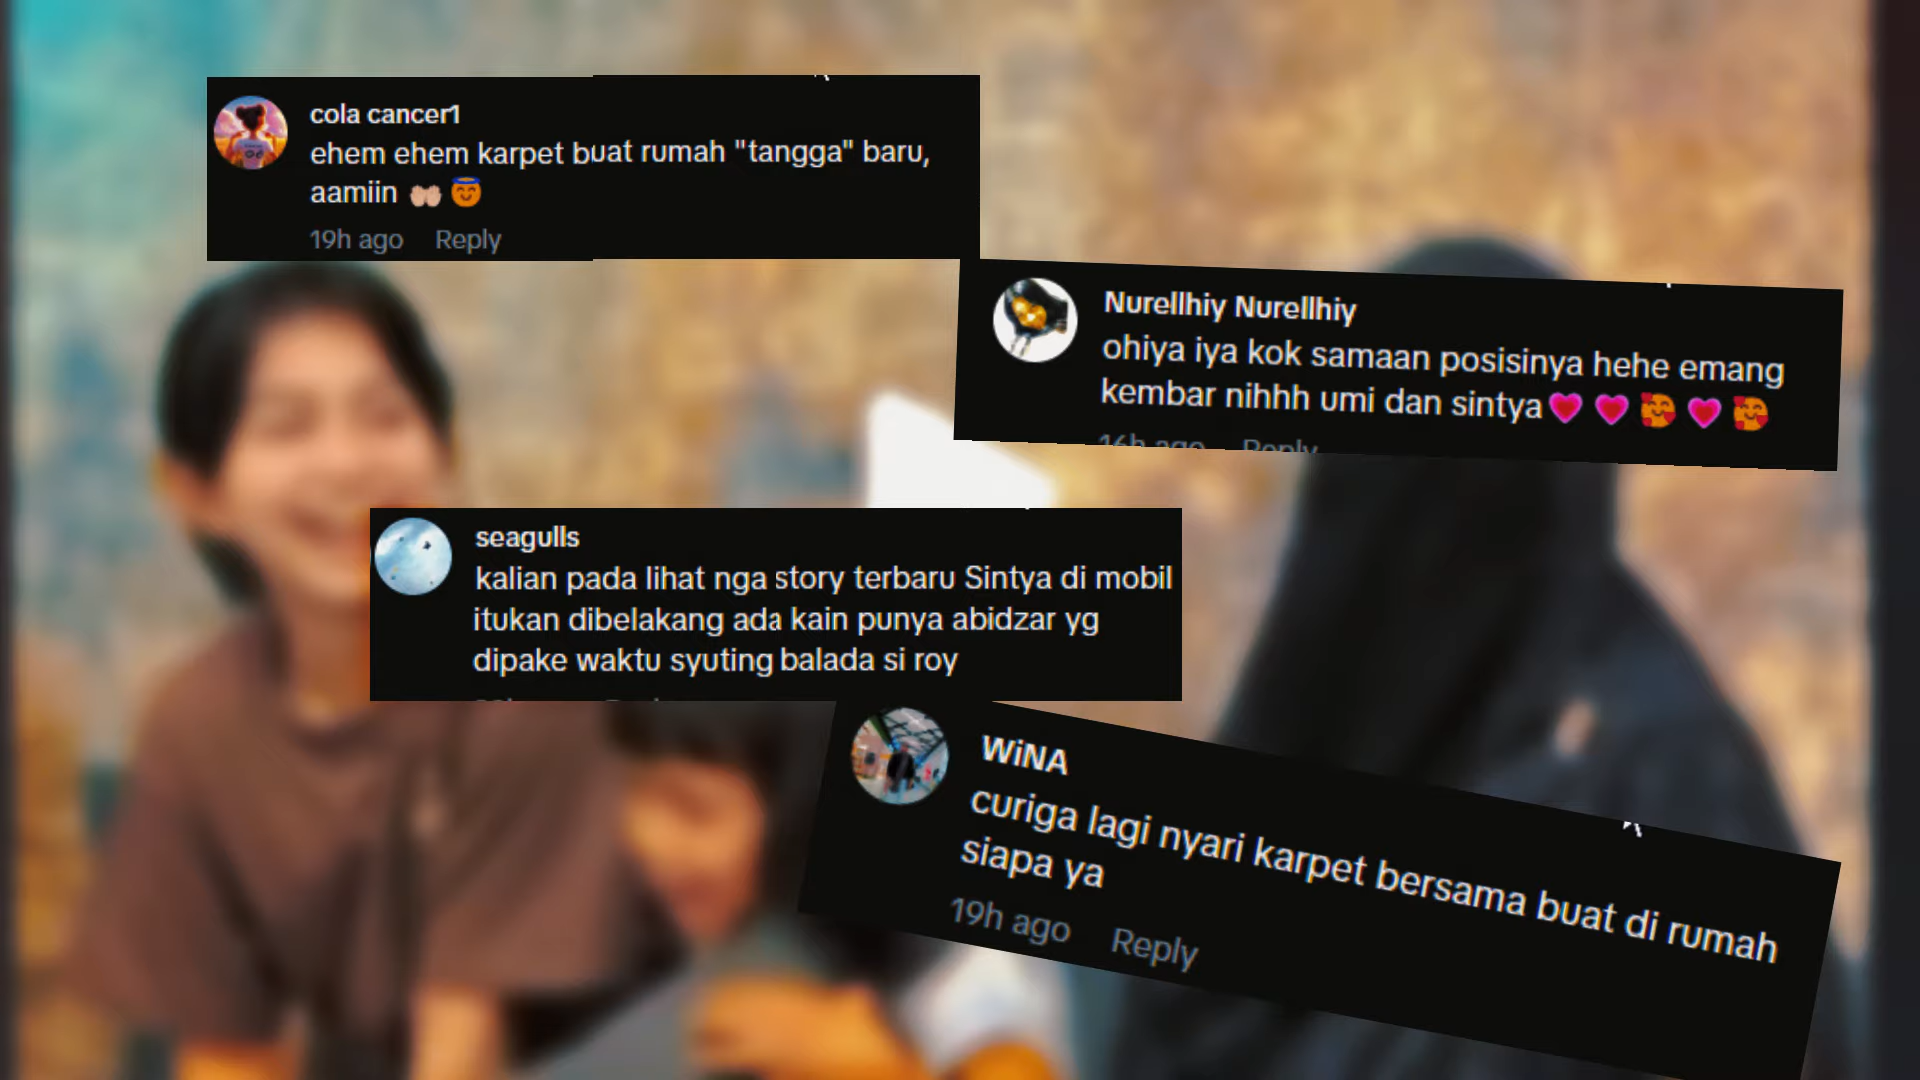 cola cancer1
ehem ehem karpet buat rumah "tangga" baru,
aamiin 🤲🏻 😇
19h ago Reply
Nurellhiy Nurellhiy
ohiya iya kok samaan posisinya hehe emang
kembar nihhh umi dan sintya💗 💗 🥰 💗 🥰
16h ago Reply
seagulls
kalian pada lihat nga story terbaru Sintya di mobil
itukan dibelakang ada kain punya abidzar yg
dipake waktu syuting balada si roy
WiNA
curiga lagi nyari karpet bersama buat di rumah
siapa ya
19h ago Reply